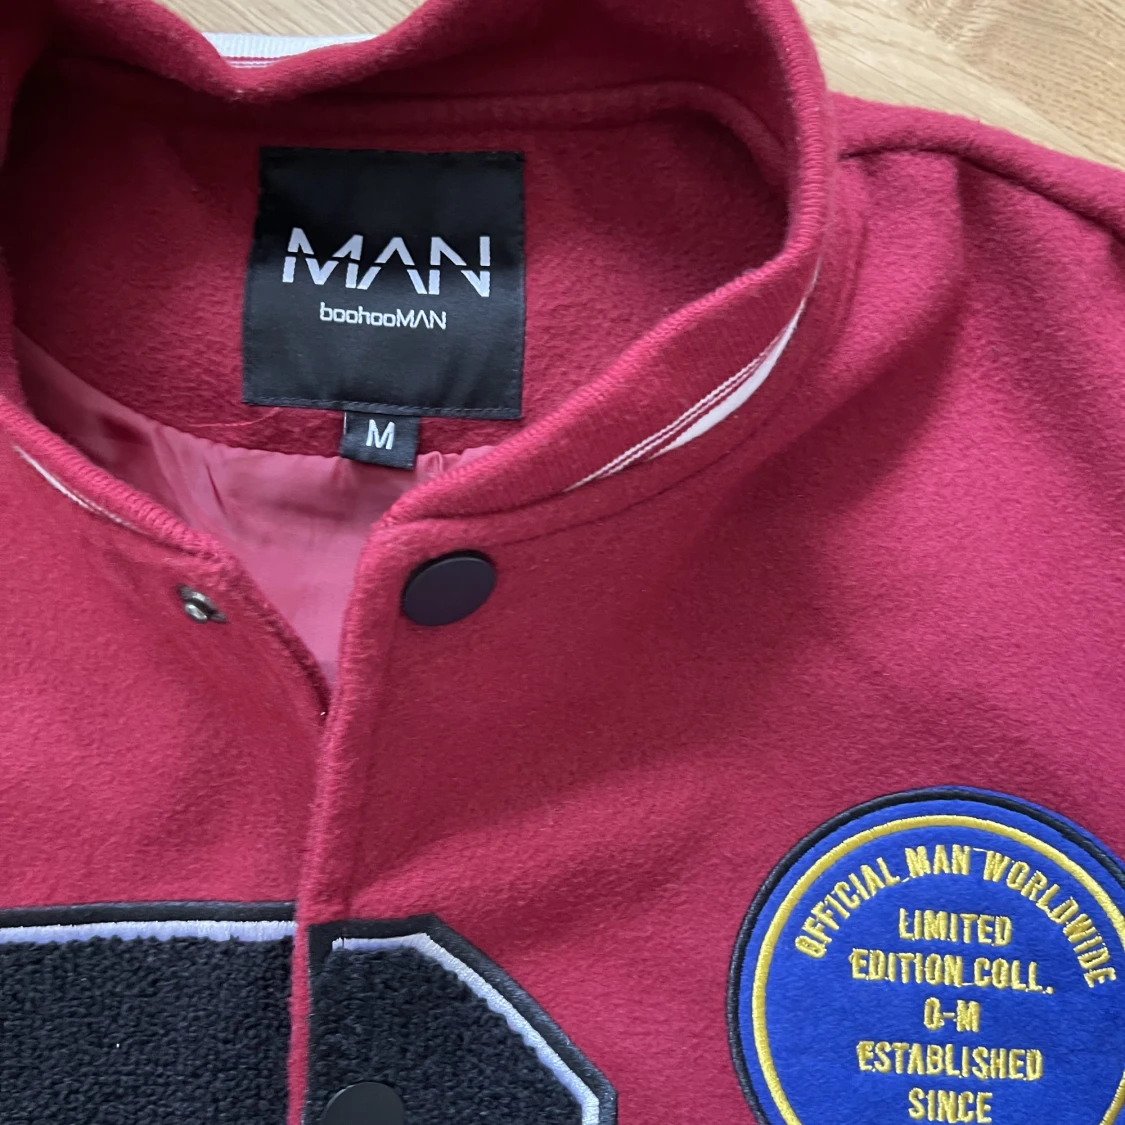 MAN
boohooMAN
M
OFFICIAL MAN WORLDWIDE
LIMITED
EDITION COLL.
O-M
ESTABLISHED
SINCE